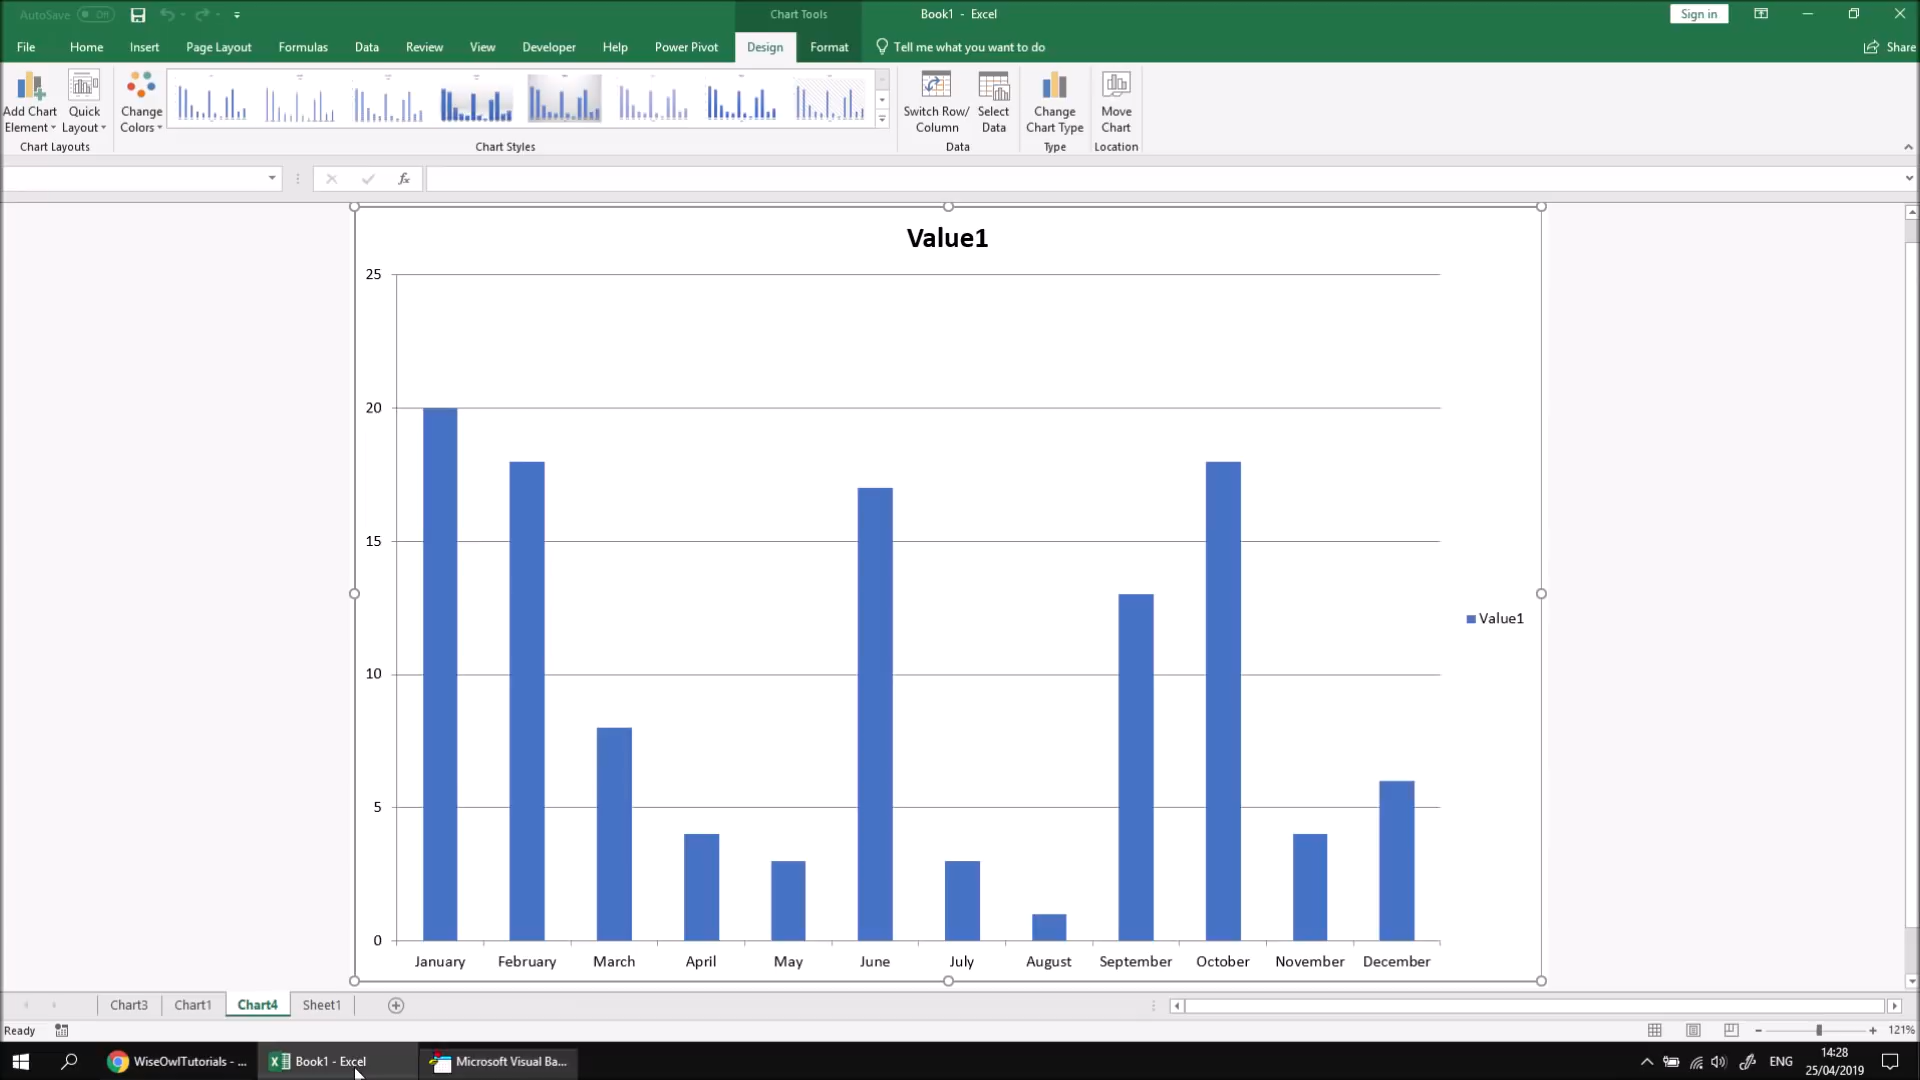 AutoSave Off
Chart Tools
Book1 - Excel
Sign in
File Home Insert Page Layout Formulas Data Review View Developer Help Power Pivot Design Format Tell me what you want to do Share
Add Chart Element
Quick Layout
Change Colors
Switch Row/ Column
Select Data
Change Chart Type
Move Chart
Chart Layouts
Chart Styles
Data
Type
Location
fx
Value1
25
20
15
10
5
0
January February March April May June July August September October November December
Value1
Chart3 Chart1 Chart4 Sheet1
Ready
121%
WiseOwlTutorials - ...
Book1 - Excel
Microsoft Visual Ba...
ENG
14:28
25/04/2019